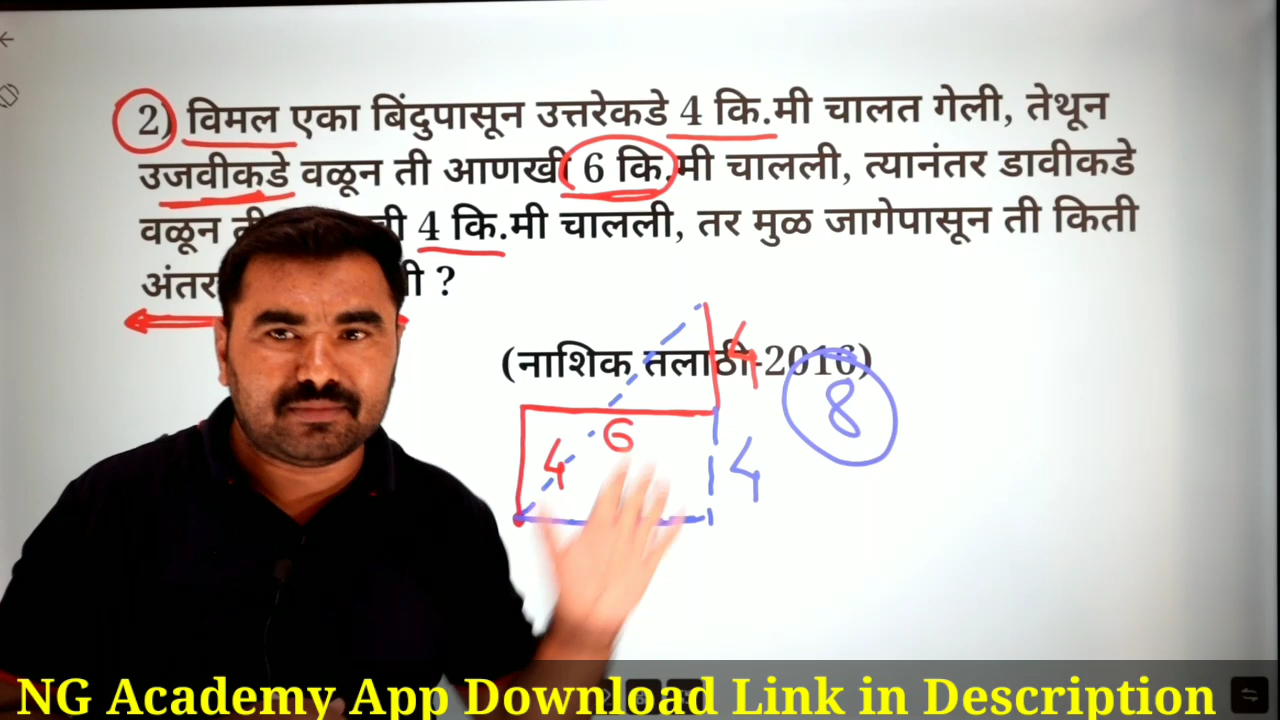 2) विमल एका बिंदुपासून उत्तरेकडे 4 कि.मी चालत गेली, तेथून
उजवीकडे वळून ती आणखी 6 कि.मी चालली, त्यानंतर डावीकडे
वळून 4 कि.मी चालली, तर मुळ जागेपासून ती किती
अंतर ?
(नाशिक तलाठी-2016)
4
8
6
4
4
NG Academy App Download Link in Description